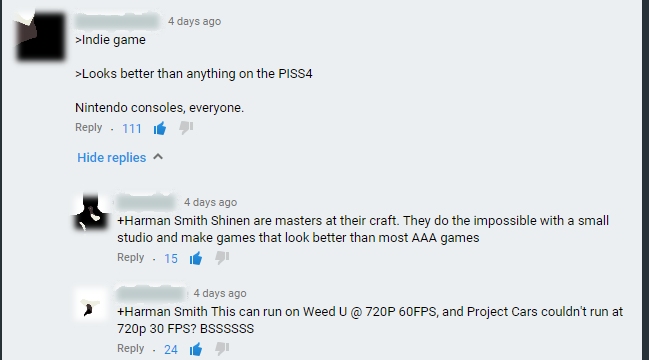 4 days ago
>Indie game
>Looks better than anything on the PISS4
Nintendo consoles, everyone.
Reply · 111
Hide replies
4 days ago
+Harman Smith Shinen are masters at their craft. They do the impossible with a small
studio and make games that look better than most AAA games
Reply · 15
4 days ago
+Harman Smith This can run on Weed U @ 720P 60FPS, and Project Cars couldn't run at
720p 30 FPS? BSSSSSS
Reply · 24